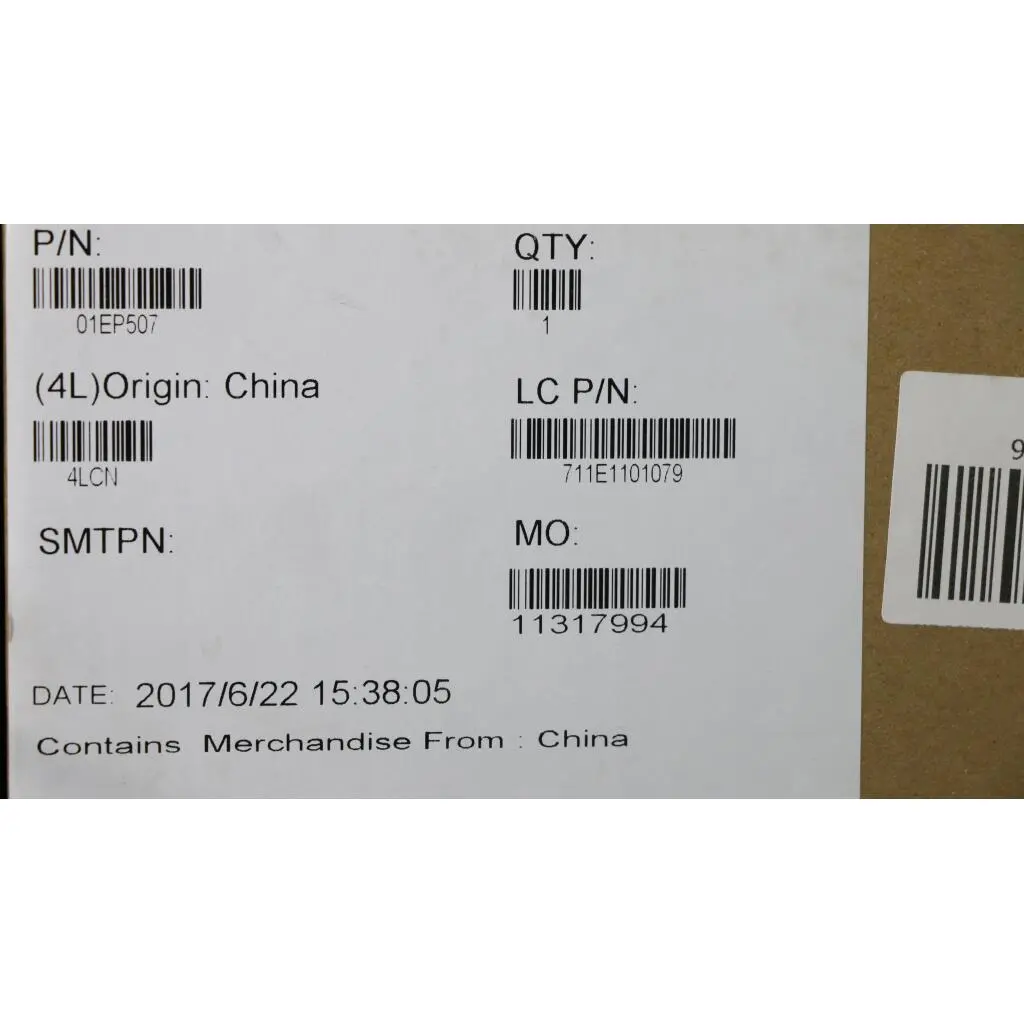 P/N:
01EP507
QTY:
1
(4L)Origin: China
4LCN
LC P/N:
711E1101079
SMTPN:
MO:
11317994
DATE: 2017/6/22 15:38:05
Contains Merchandise From : China
9